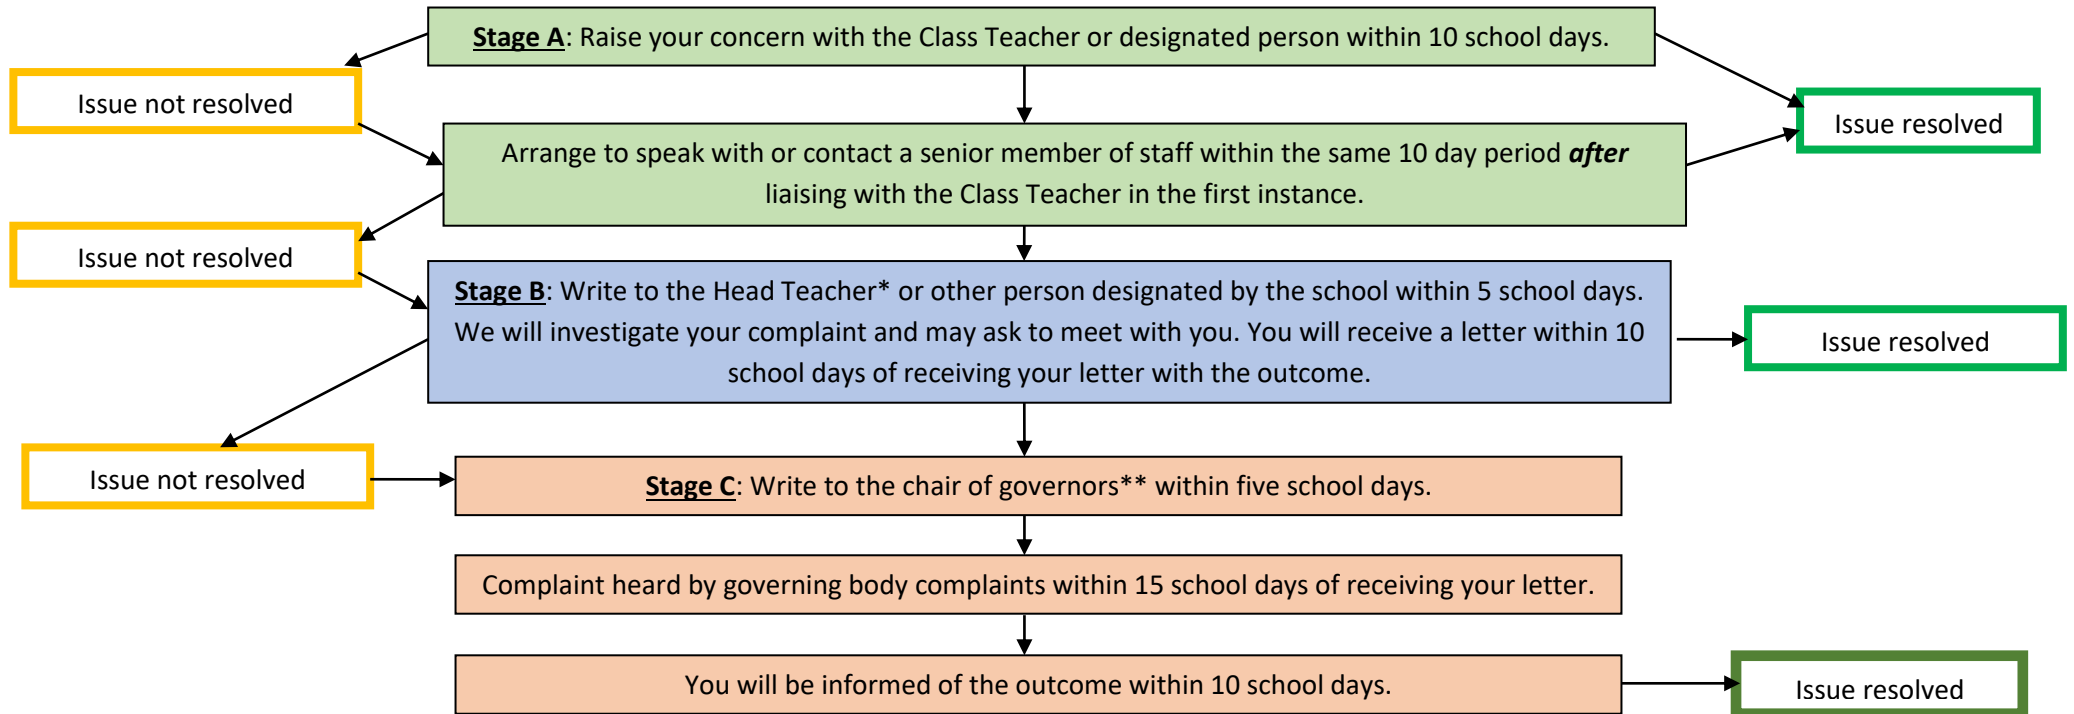 Stage A: Raise your concern with the Class Teacher or designated person within 10 school days.
Issue not resolved
Issue resolved
Arrange to speak with or contact a senior member of staff within the same 10 day period after
liaising with the Class Teacher in the first instance.
Issue not resolved
Stage B: Write to the Head Teacher* or other person designated by the school within 5 school days.
We will investigate your complaint and may ask to meet with you. You will receive a letter within 10
school days of receiving your letter with the outcome.
Issue resolved
Issue not resolved
Stage C: Write to the chair of governors** within five school days.
Complaint heard by governing body complaints within 15 school days of receiving your letter.
You will be informed of the outcome within 10 school days.
Issue resolved